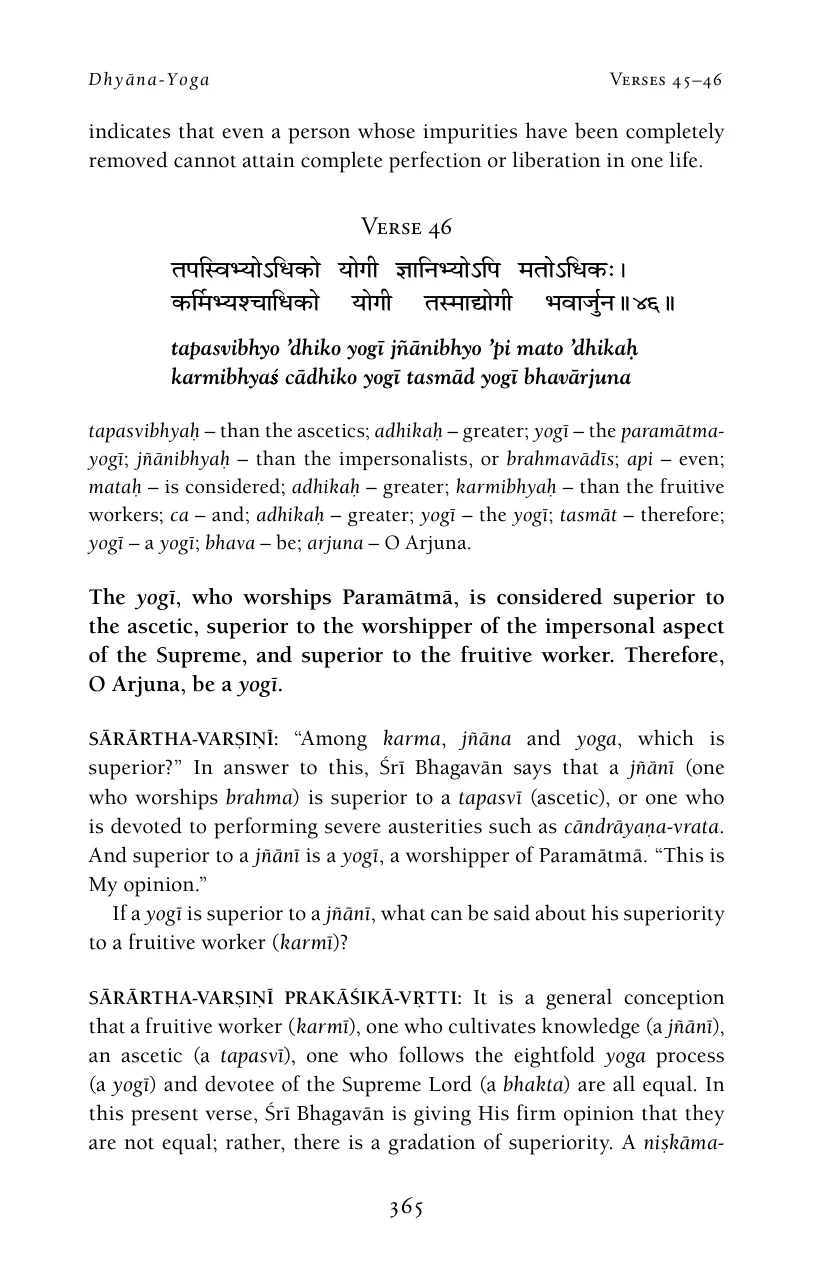 Dhyāna-Yoga Verses 45–46
indicates that even a person whose impurities have been completely
removed cannot attain complete perfection or liberation in one life.
Verse 46
तपस्विभ्योऽधिको योगी ज्ञानिभ्योऽपि मतोऽधिकः।
कर्मिभ्यश्चाधिको योगी तस्माद्योगी भवार्जुन॥४६॥
tapasvibhyo ’dhiko yogī jñānibhyo ’pi mato ’dhikaḥ
karmibhyaś cādhiko yogī tasmād yogī bhavārjuna
tapasvibhyaḥ – than the ascetics; adhikaḥ – greater; yogī – the paramātma-
yogī; jñānibhyaḥ – than the impersonalists, or brahmavādīs; api – even;
mataḥ – is considered; adhikaḥ – greater; karmibhyaḥ – than the fruitive
workers; ca – and; adhikaḥ – greater; yogī – the yogī; tasmāt – therefore;
yogī – a yogī; bhava – be; arjuna – O Arjuna.
The yogī, who worships Paramātmā, is considered superior to
the ascetic, superior to the worshipper of the impersonal aspect
of the Supreme, and superior to the fruitive worker. Therefore,
O Arjuna, be a yogī.
SĀRĀRTHA-VARṢIṆĪ: “Among karma, jñāna and yoga, which is
superior?” In answer to this, Śrī Bhagavān says that a jñānī (one
who worships brahma) is superior to a tapasvī (ascetic), or one who
is devoted to performing severe austerities such as cāndrāyaṇa-vrata.
And superior to a jñānī is a yogī, a worshipper of Paramātmā. “This is
My opinion.”
If a yogī is superior to a jñānī, what can be said about his superiority
to a fruitive worker (karmī)?
SĀRĀRTHA-VARṢIṆĪ PRAKĀŚIKĀ-VṚTTI: It is a general conception
that a fruitive worker (karmī), one who cultivates knowledge (a jñānī),
an ascetic (a tapasvī), one who follows the eightfold yoga process
(a yogī) and devotee of the Supreme Lord (a bhakta) are all equal. In
this present verse, Śrī Bhagavān is giving His firm opinion that they
are not equal; rather, there is a gradation of superiority. A niṣkāma-
365